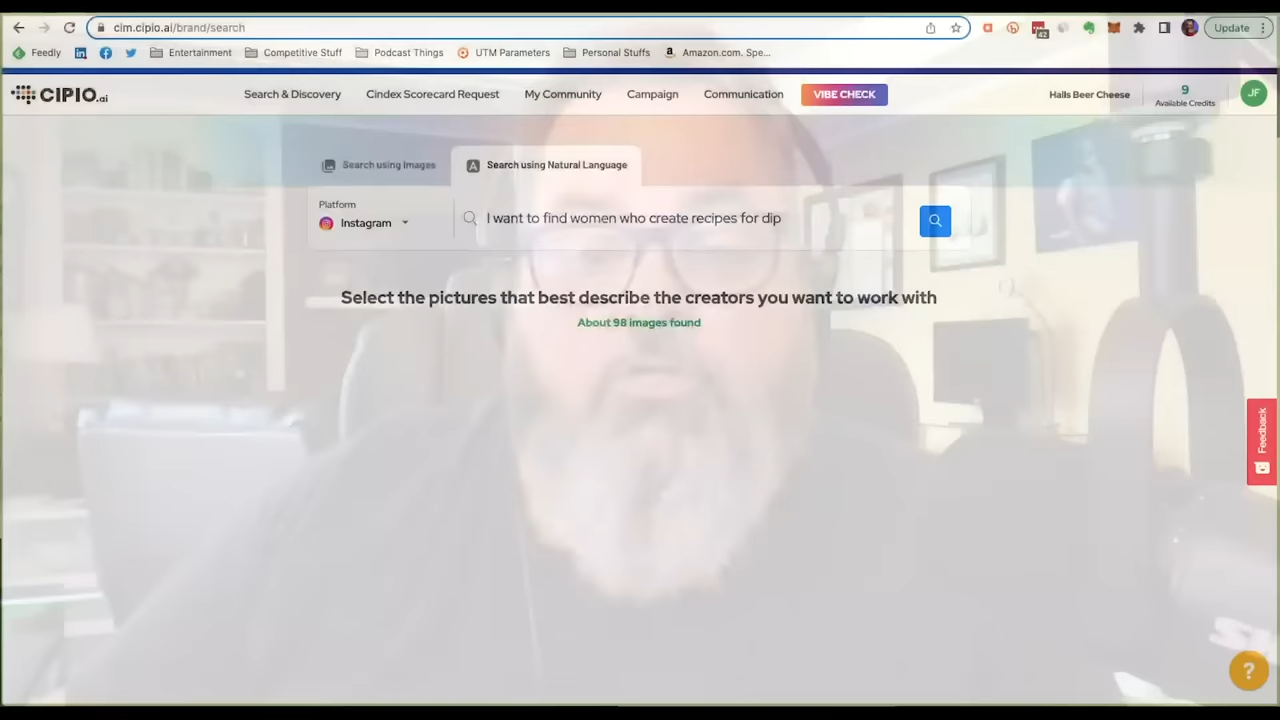 cim.cipio.ai/brand/search
42
Update
Feedly
Entertainment
Competitive Stuff
Podcast Things
UTM Parameters
Personal Stuffs
Amazon.com. Spe...
CIPIO.ai
Search & Discovery
Cindex Scorecard Request
My Community
Campaign
Communication
VIBE CHECK
Halls Beer Cheese
9
Available Credits
JF
Search using Images
Search using Natural Language
Platform
Instagram
I want to find women who create recipes for dip
Select the pictures that best describe the creators you want to work with
About 98 images found
Feedback
?